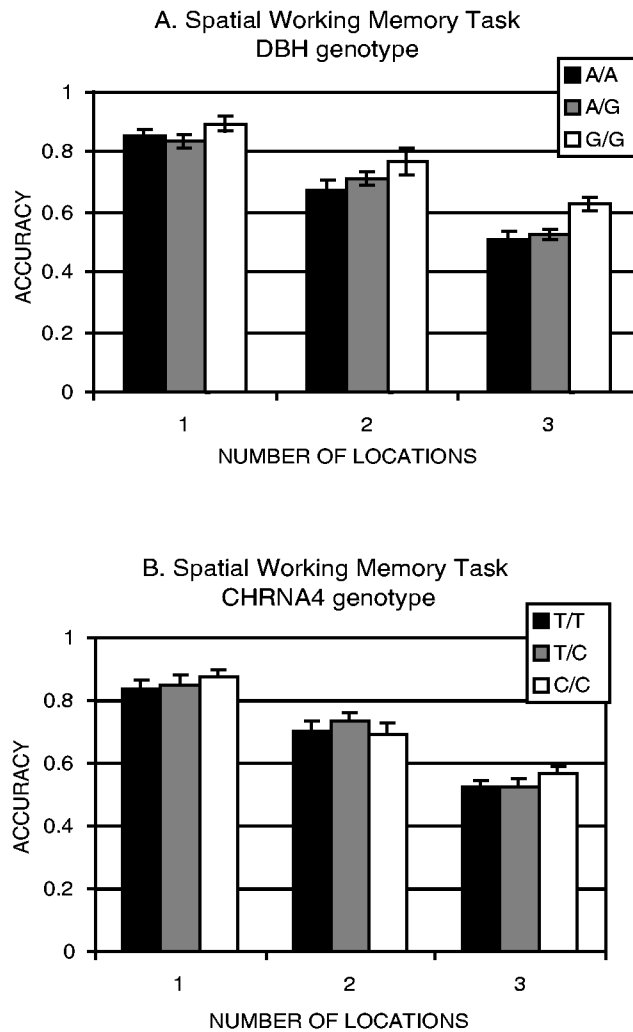 A. Spatial Working Memory Task
DBH genotype
A/A
A/G
G/G
1
0.8
0.6
0.4
0.2
0
ACCURACY
1 2 3
NUMBER OF LOCATIONS
B. Spatial Working Memory Task
CHRNA4 genotype
T/T
T/C
C/C
1
0.8
0.6
0.4
0.2
0
ACCURACY
1 2 3
NUMBER OF LOCATIONS